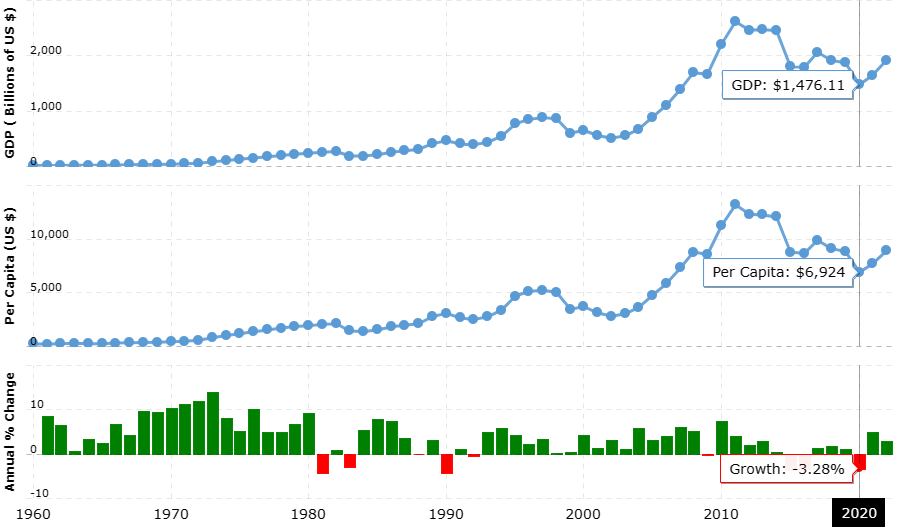 GDP ( Billions of US $)
2,000
1,000
0
GDP: $1,476.11
Per Capita (US $)
10,000
5,000
0
Per Capita: $6,924
Annual % Change
10
0
-10
Growth: -3.28%
1960 1970 1980 1990 2000 2010 2020